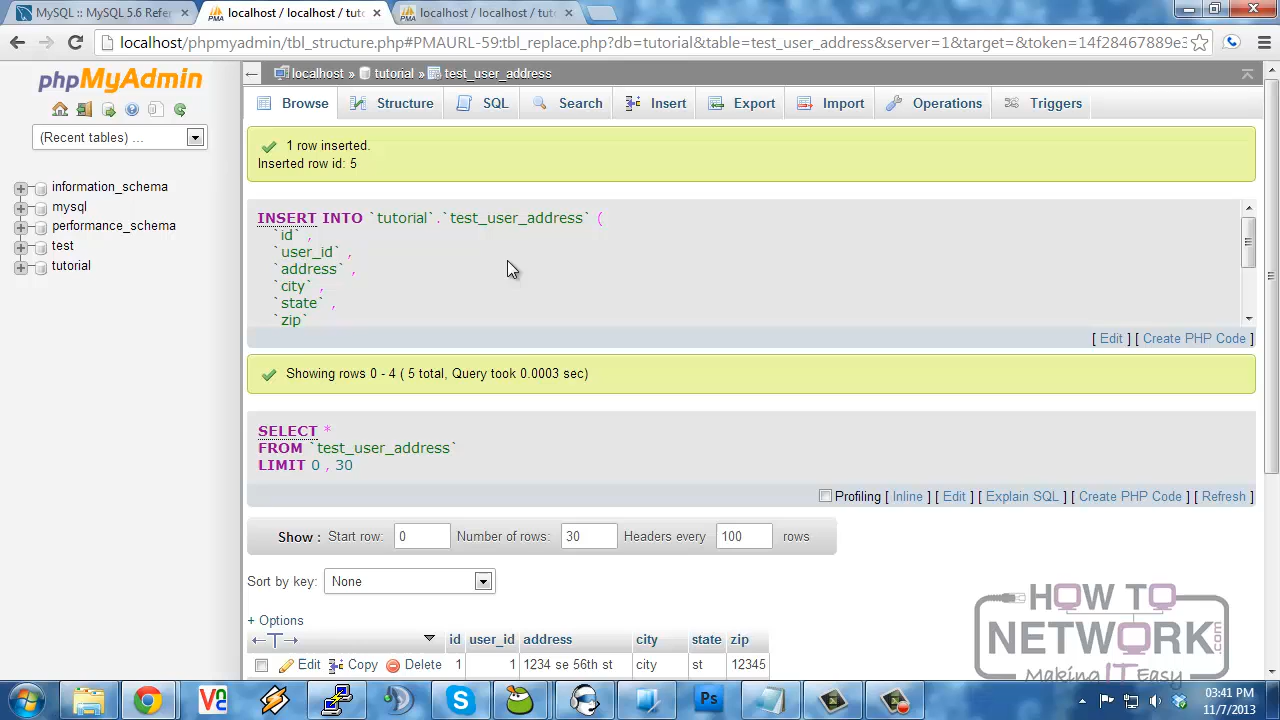 MySQL :: MySQL 5.6 Refer
localhost / localhost / tuto
localhost / localhost / tuto
localhost/phpmyadmin/tbl_structure.php#PMAURL-59:tbl_replace.php?db=tutorial&table=test_user_address&server=1&target=&token=14f28467889e3
phpMyAdmin
(Recent tables) ...
information_schema
mysql
performance_schema
test
tutorial
localhost » tutorial » test_user_address
Browse Structure SQL Search Insert Export Import Operations Triggers
1 row inserted.
Inserted row id: 5
INSERT INTO `tutorial`.`test_user_address` (
`id` ,
`user_id` ,
`address` ,
`city` ,
`state` ,
`zip`
[ Edit ] [ Create PHP Code ]
Showing rows 0 - 4 ( 5 total, Query took 0.0003 sec)
SELECT *
FROM `test_user_address`
LIMIT 0 , 30
Profiling [ Inline ] [ Edit ] [ Explain SQL ] [ Create PHP Code ] [ Refresh ]
Show : Start row: 0 Number of rows: 30 Headers every 100 rows
Sort by key: None
+ Options
id user_id address city state zip
Edit Copy Delete 1 1 1234 se 56th st city st 12345
HOW TO
NETWORK.com
Making IT Easy
03:41 PM
11/7/2013